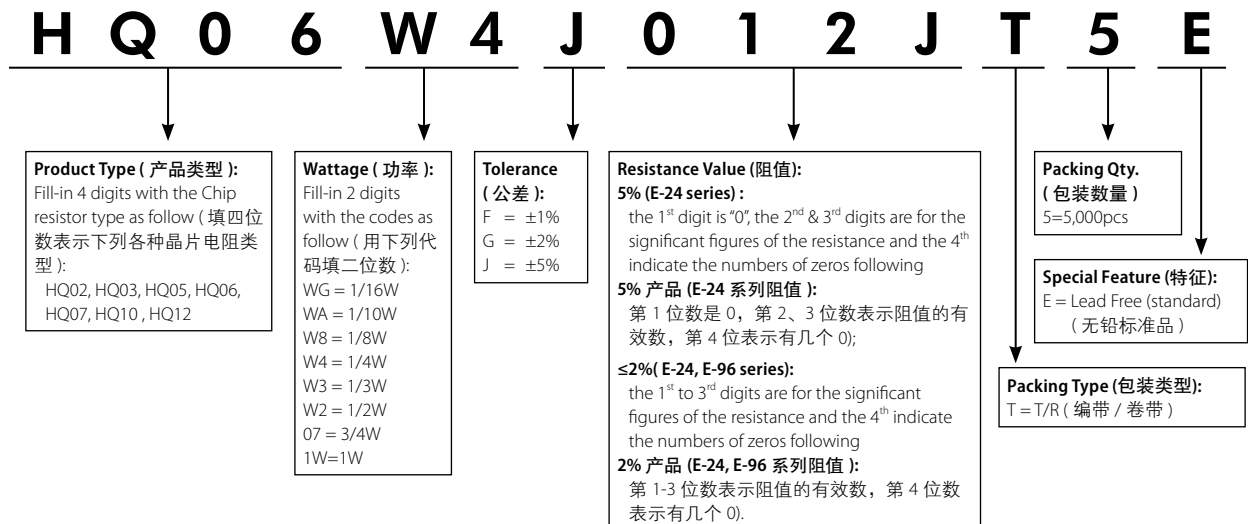 H Q 0 6 W 4 J 0 1 2 J T 5 E
Product Type ( 产品类型 ):
Fill-in 4 digits with the Chip
resistor type as follow ( 填四位
数表示下列各种晶片电阻类
型 ):
HQ02, HQ03, HQ05, HQ06,
HQ07, HQ10 , HQ12
Wattage ( 功率 ):
Fill-in 2 digits
with the codes as
follow ( 用下列代
码填二位数 ):
WG = 1/16W
WA = 1/10W
W8 = 1/8W
W4 = 1/4W
W3 = 1/3W
W2 = 1/2W
07 = 3/4W
1W=1W
Tolerance
( 公差 ):
F = ±1%
G = ±2%
J = ±5%
Resistance Value (阻值):
5% (E-24 series) :
the 1st digit is “0”, the 2nd & 3rd digits are for the
significant figures of the resistance and the 4th
indicate the numbers of zeros following
5% 产品 (E-24 系列阻值 ):
第 1 位数是 0，第 2、3 位数表示阻值的有
效数，第 4 位表示有几个 0);
≤2%( E-24, E-96 series):
the 1st to 3rd digits are for the significant
figures of the resistance and the 4th indicate
the numbers of zeros following
2% 产品 (E-24, E-96 系列阻值 ):
第 1-3 位数表示阻值的有效数，第 4 位数
表示有几个 0).
Packing Qty.
( 包装数量 )
5=5,000pcs
Special Feature (特征):
E = Lead Free (standard)
( 无铅标准品 )
Packing Type (包装类型):
T = T/R ( 编带 / 卷带 )